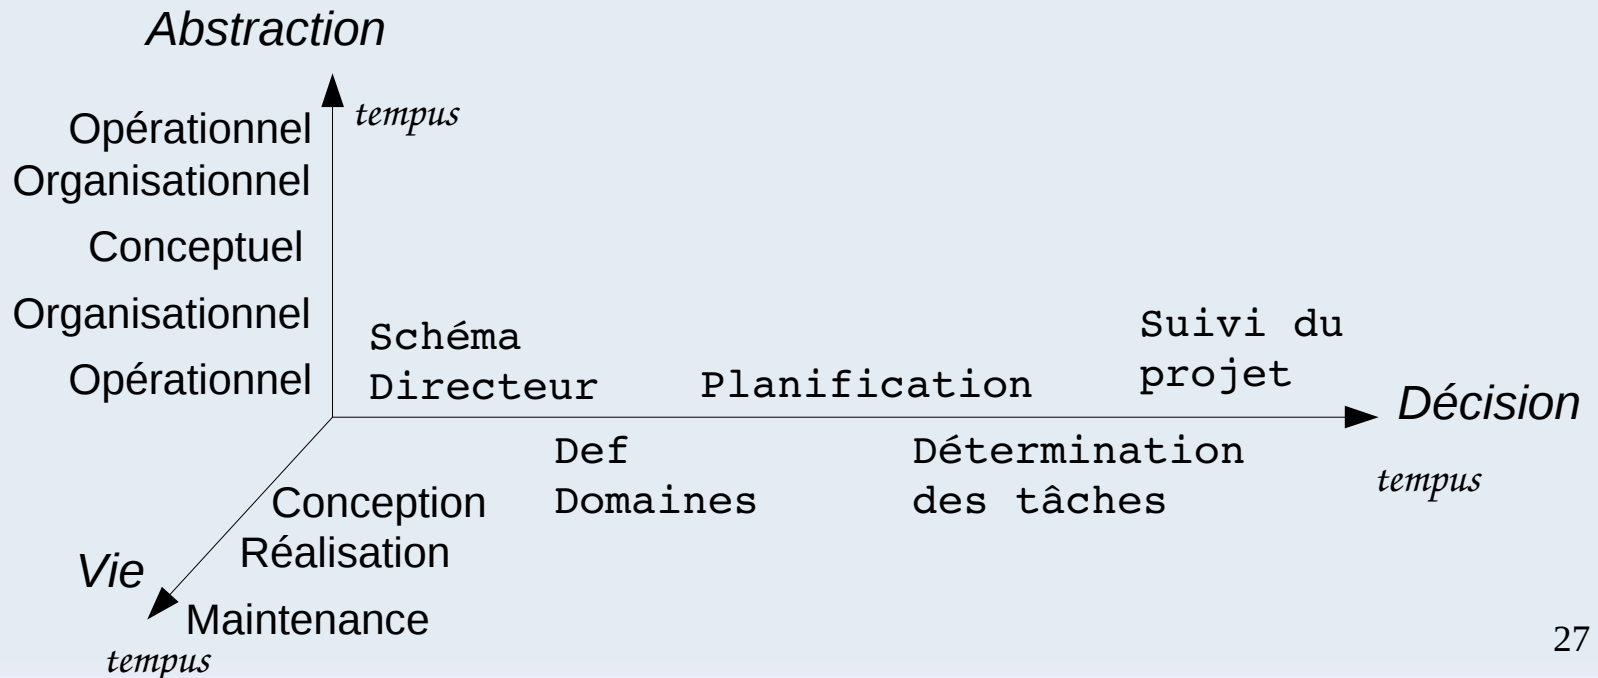 Abstraction
tempus
Opérationnel
Organisationnel
Conceptuel
Organisationnel
Opérationnel
Schéma
Directeur
Planification
Suivi du
projet
Décision
tempus
Def
Domaines
Détermination
des tâches
Conception
Réalisation
Maintenance
Vie
tempus
27